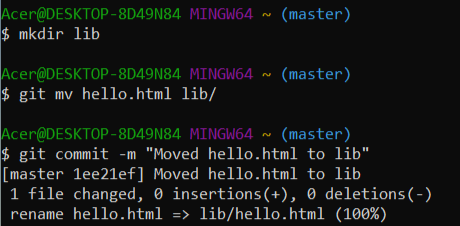 Acer@DESKTOP-8D49N84 MINGW64 ~ (master)
$ mkdir lib
Acer@DESKTOP-8D49N84 MINGW64 ~ (master)
$ git mv hello.html lib/
Acer@DESKTOP-8D49N84 MINGW64 ~ (master)
$ git commit -m "Moved hello.html to lib"
[master 1ee21ef] Moved hello.html to lib
1 file changed, 0 insertions(+), 0 deletions(-)
rename hello.html => lib/hello.html (100%)